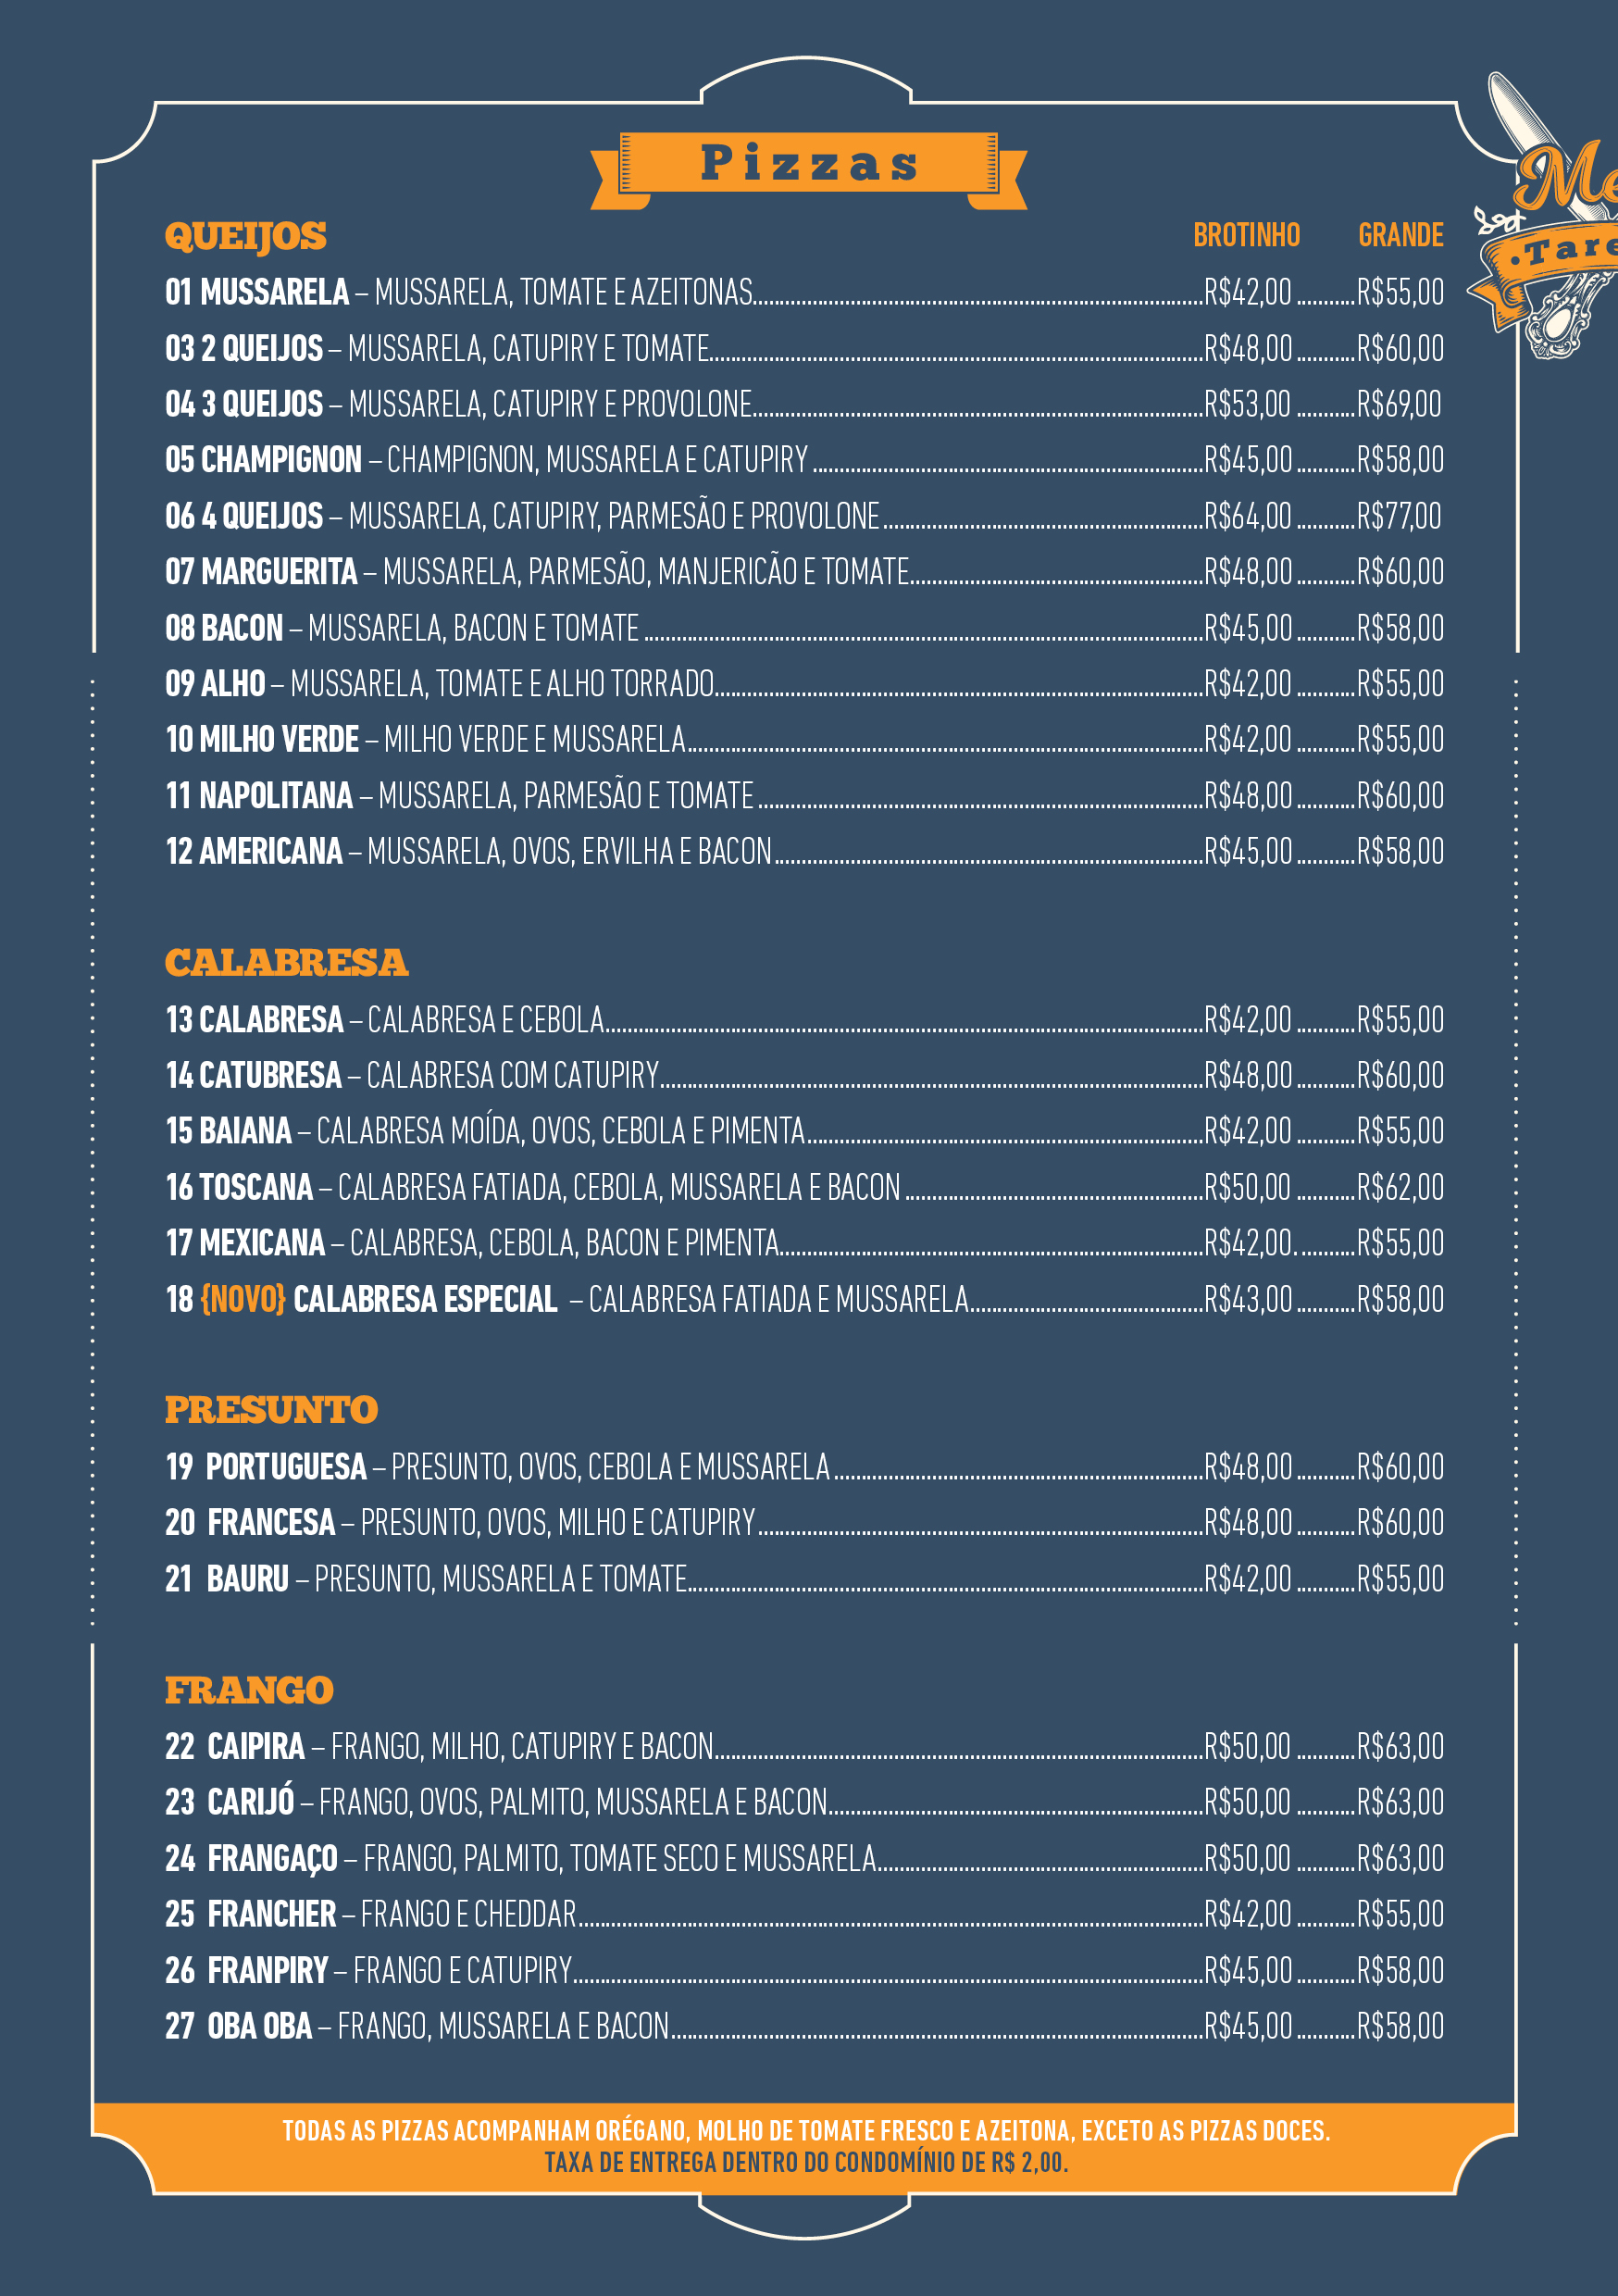 Pizzas
QUEIJOS BROTINHO GRANDE
01 MUSSARELA – MUSSARELA, TOMATE E AZEITONAS R$42,00 R$55,00
03 2 QUEIJOS – MUSSARELA, CATUPIRY E TOMATE R$48,00 R$60,00
04 3 QUEIJOS – MUSSARELA, CATUPIRY E PROVOLONE R$53,00 R$69,00
05 CHAMPIGNON – CHAMPIGNON, MUSSARELA E CATUPIRY R$45,00 R$58,00
06 4 QUEIJOS – MUSSARELA, CATUPIRY, PARMESÃO E PROVOLONE R$64,00 R$77,00
07 MARGUERITA – MUSSARELA, PARMESÃO, MANJERICÃO E TOMATE R$48,00 R$60,00
08 BACON – MUSSARELA, BACON E TOMATE R$45,00 R$58,00
09 ALHO – MUSSARELA, TOMATE E ALHO TORRADO R$42,00 R$55,00
10 MILHO VERDE – MILHO VERDE E MUSSARELA R$42,00 R$55,00
11 NAPOLITANA – MUSSARELA, PARMESÃO E TOMATE R$48,00 R$60,00
12 AMERICANA – MUSSARELA, OVOS, ERVILHA E BACON R$45,00 R$58,00
CALABRESA
13 CALABRESA – CALABRESA E CEBOLA R$42,00 R$55,00
14 CATUBRESA – CALABRESA COM CATUPIRY R$48,00 R$60,00
15 BAIANA – CALABRESA MOÍDA, OVOS, CEBOLA E PIMENTA R$42,00 R$55,00
16 TOSCANA – CALABRESA FATIADA, CEBOLA, MUSSARELA E BACON R$50,00 R$62,00
17 MEXICANA – CALABRESA, CEBOLA, BACON E PIMENTA R$42,00 R$55,00
18 {NOVO} CALABRESA ESPECIAL – CALABRESA FATIADA E MUSSARELA R$43,00 R$58,00
PRESUNTO
19 PORTUGUESA – PRESUNTO, OVOS, CEBOLA E MUSSARELA R$48,00 R$60,00
20 FRANCESA – PRESUNTO, OVOS, MILHO E CATUPIRY R$48,00 R$60,00
21 BAURU – PRESUNTO, MUSSARELA E TOMATE R$42,00 R$55,00
FRANGO
22 CAIPIRA – FRANGO, MILHO, CATUPIRY E BACON R$50,00 R$63,00
23 CARIJÓ – FRANGO, OVOS, PALMITO, MUSSARELA E BACON R$50,00 R$63,00
24 FRANGAÇO – FRANGO, PALMITO, TOMATE SECO E MUSSARELA R$50,00 R$63,00
25 FRANCHER – FRANGO E CHEDDAR R$42,00 R$55,00
26 FRANPIRY – FRANGO E CATUPIRY R$45,00 R$58,00
27 OBA OBA – FRANGO, MUSSARELA E BACON R$45,00 R$58,00
TODAS AS PIZZAS ACOMPANHAM ORÉGANO, MOLHO DE TOMATE FRESCO E AZEITONA, EXCETO AS PIZZAS DOCES.
TAXA DE ENTREGA DENTRO DO CONDOMÍNIO DE R$ 2,00.